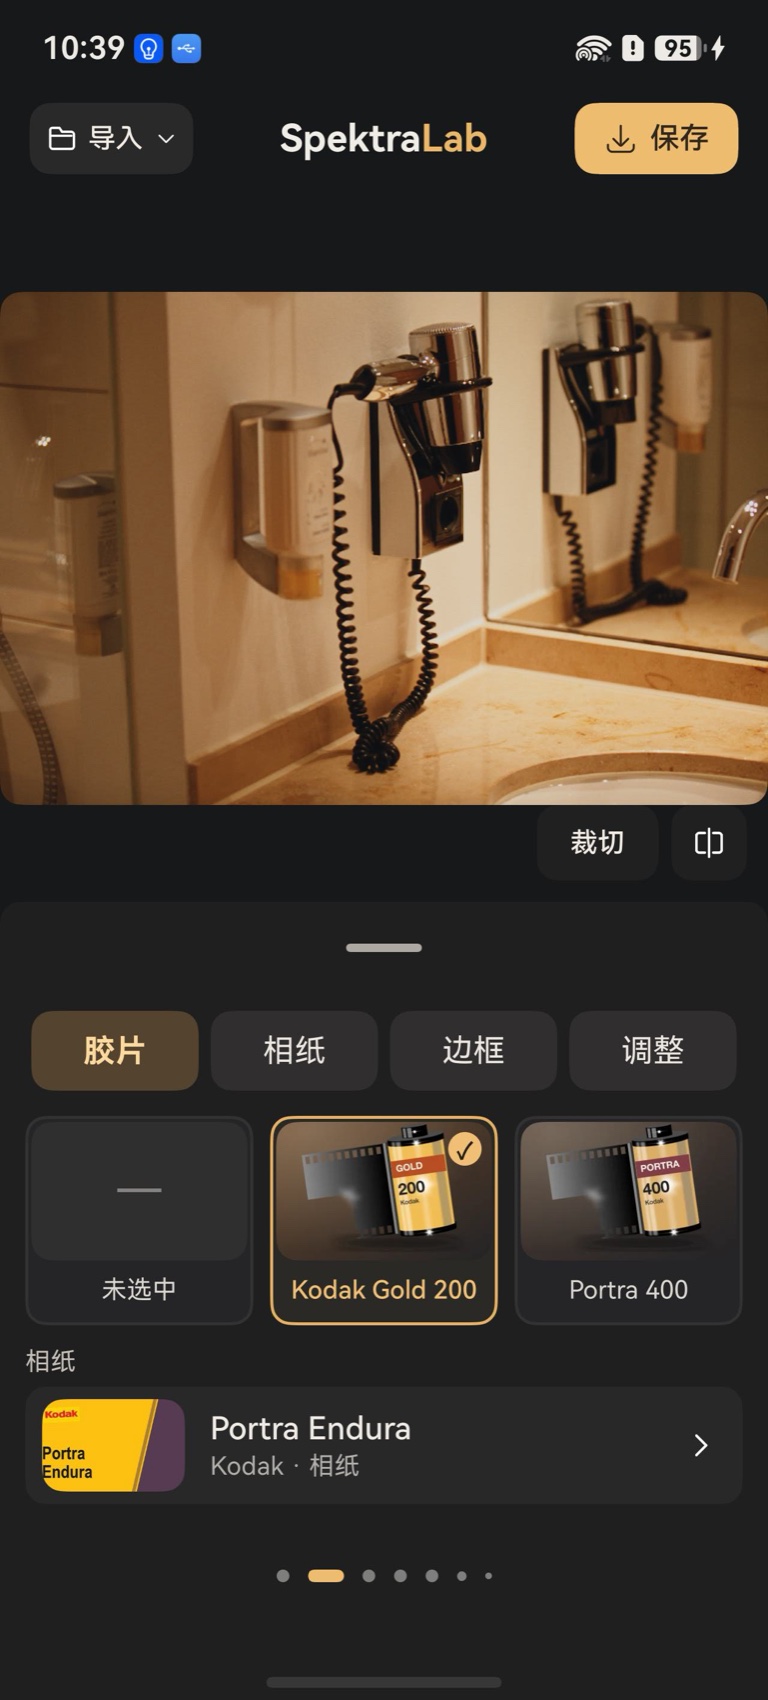 10:39
95
导入
SpektraLab
保存
裁切
胶片
相纸
边框
调整
GOLD
200
Kodak
PORTRA
400
Kodak
未选中
Kodak Gold 200
Portra 400
相纸
Kodak
Portra
Endura
Portra Endura
Kodak · 相纸